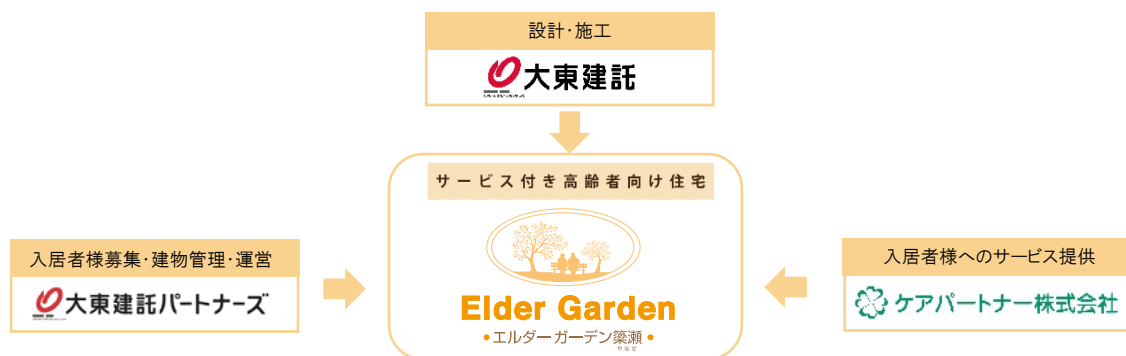 設計・施工
大東建託
サービス付き高齢者向け住宅
入居者様募集・建物管理・運営
大東建託パートナーズ
Elder Garden
・エルダーガーデン簗瀬・
やなぜ
入居者様へのサービス提供
ケアパートナー株式会社